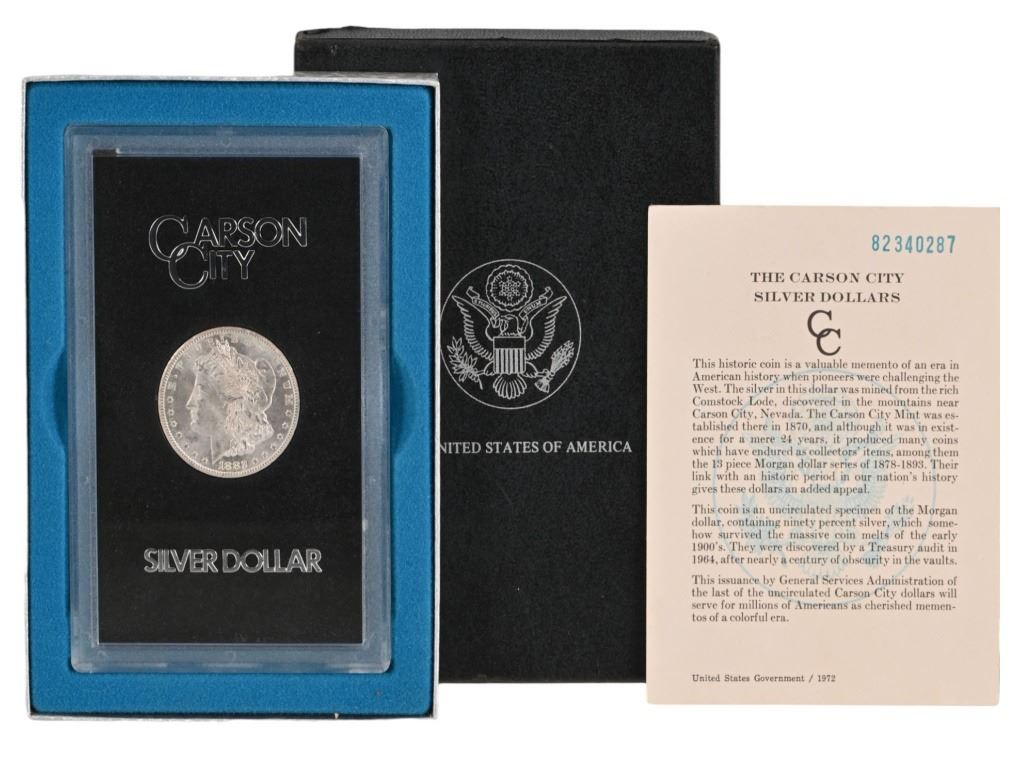 CARSON
CITY
1882
SILVER DOLLAR
UNITED STATES OF AMERICA
82340287
THE CARSON CITY
SILVER DOLLARS
CC
This historic coin is a valuable memento of an era in
American history when pioneers were challenging the
West. The silver in this dollar was mined from the rich
Comstock Lode, discovered in the mountains near
Carson City, Nevada. The Carson City Mint was es-
tablished there in 1870, and although it was in exist-
ence for a mere 24 years, it produced many coins
which have endured as collectors' items, among them
the 13 piece Morgan dollar series of 1878-1893. Their
link with an historic period in our nation's history
gives these dollars an added appeal.
This coin is an uncirculated specimen of the Morgan
dollar, containing ninety percent silver, which some-
how survived the massive coin melts of the early
1900's. They were discovered by a Treasury audit in
1964, after nearly a century of obscurity in the vaults.
This issuance by General Services Administration of
the last of the uncirculated Carson City dollars will
serve for millions of Americans as cherished memen-
tos of a colorful era.
United States Government / 1972